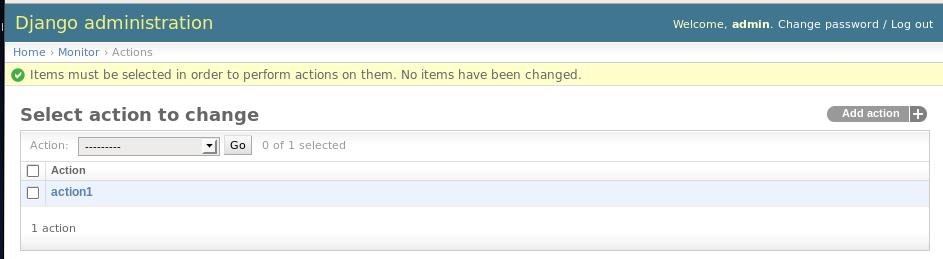 Django administration
Welcome, admin. Change password / Log out
Home › Monitor › Actions
Items must be selected in order to perform actions on them. No items have been changed.
Select action to change
Add action
Action: --------- Go 0 of 1 selected
Action
action1
1 action